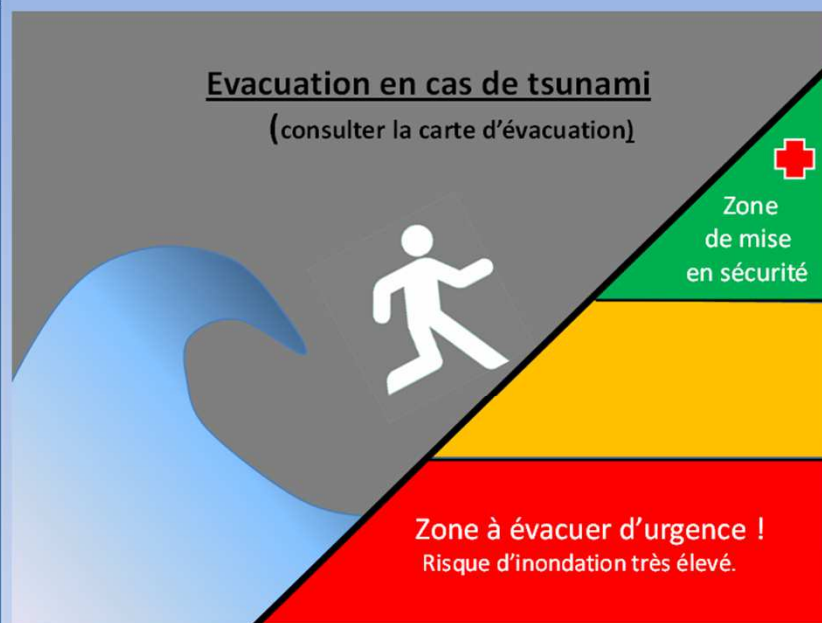 Evacuation en cas de tsunami
(consulter la carte d’évacuation)
Zone
de mise
en sécurité
Zone à évacuer d’urgence !
Risque d’inondation très élevé.